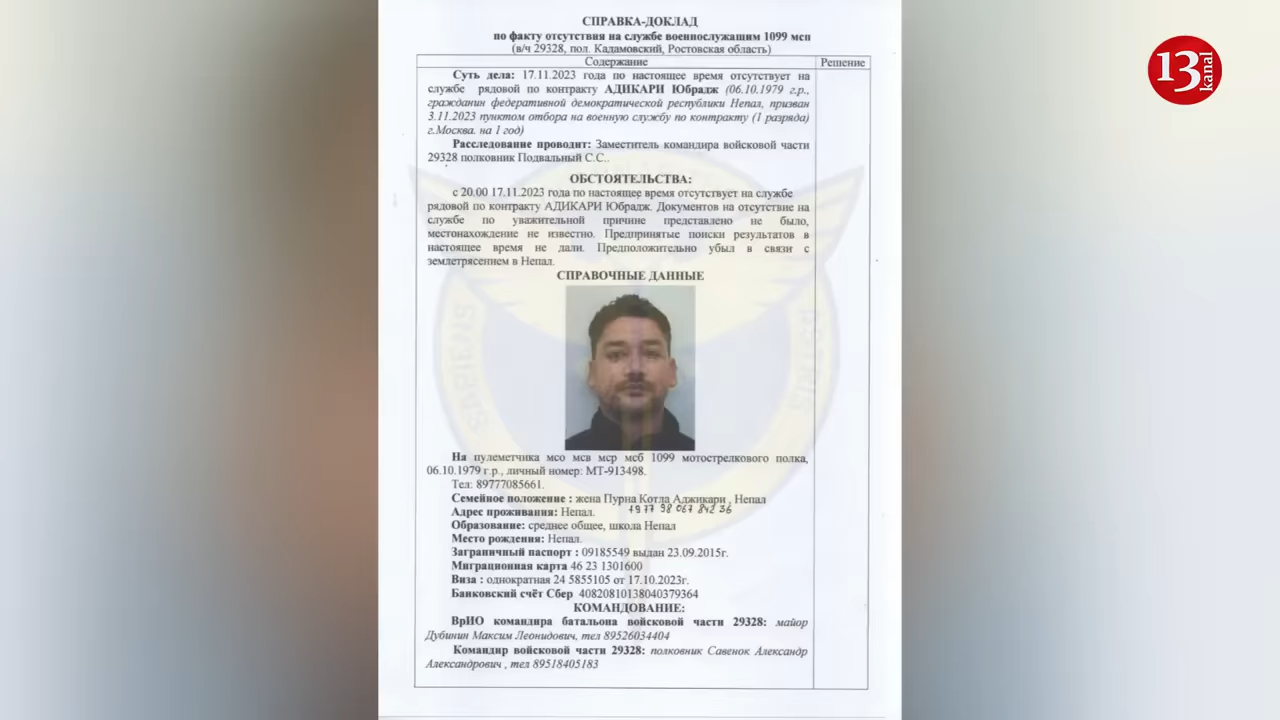 СПРАВКА-ДОКЛАД
по факту отсутствия на службе военнослужащим 1099 мсп
(в/ч 29328, пол. Кадамовский, Ростовская область)
Содержание
Решение
Суть дела: 17.11.2023 года по настоящее время отсутствует на
службе рядовой по контракту АДИКАРИ Юбрадж (06.10.1979 г.р.,
гражданин федеративной демократической республики Непал, призван
3.11.2023 пунктом отбора на военную службу по контракту (1 разряда)
г.Москва. на 1 год)
Расследование проводит: Заместитель командира войсковой части
29328 полковник Подвальный С.С..
ОБСТОЯТЕЛЬСТВА:
с 20.00 17.11.2023 года по настоящее время отсутствует на службе
рядовой по контракту АДИКАРИ Юбрадж. Документов на отсутствие на
службе по уважительной причине представлено не было,
местонахождение не известно. Предпринятые поиски результатов в
настоящее время не дали. Предположительно убыл в связи с
землетрясением в Непал.
СПРАВОЧНЫЕ ДАННЫЕ
На пулеметчика мсо мсв мср мсб 1099 мотострелкового полка,
06.10.1979 г.р., личный номер: МТ-913498.
Тел: 89777085661.
Семейное положение : жена Пурна Котла Аджикари , Непал
Адрес проживания: Непал. +977 98 067 842 36
Образование: среднее общее, школа Непал
Место рождения: Непал.
Заграничный паспорт : 09185549 выдан 23.09.2015г.
Миграционная карта 46 23 1301600
Виза : однократная 24 5855105 от 17.10.2023г.
Банковский счёт Сбер 40820810138040379364
КОМАНДОВАНИЕ:
ВрИО командира батальона войсковой части 29328: майор
Дубинин Максим Леонидович, тел 89526034404
Командир войсковой части 29328: полковник Савенок Александр
Александрович , тел 89518405183
13
kanal